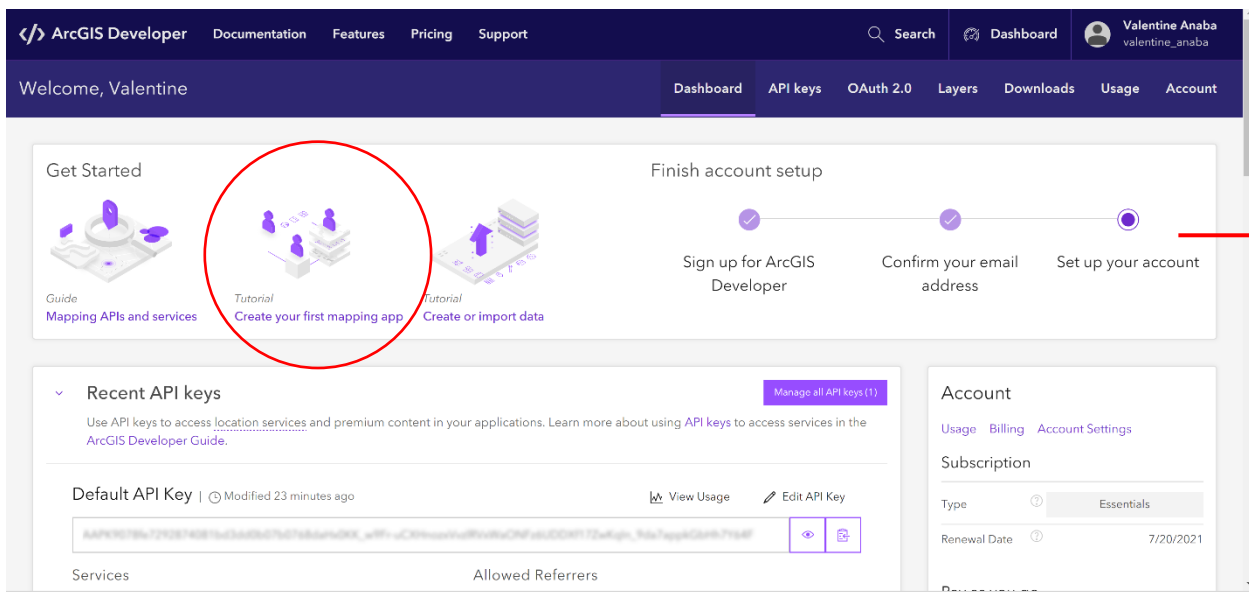 </> ArcGIS Developer Documentation Features Pricing Support Search Dashboard Valentine Anaba
valentine_anaba
Welcome, Valentine Dashboard API keys OAuth 2.0 Layers Downloads Usage Account
Get Started
Guide
Mapping APIs and services
Tutorial
Create your first mapping app
Tutorial
Create or import data
Finish account setup
Sign up for ArcGIS
Developer
Confirm your email
address
Set up your account
Recent API keys Manage all API keys (1)
Use API keys to access location services and premium content in your applications. Learn more about using API keys to access services in the
ArcGIS Developer Guide.
Default API Key | Modified 23 minutes ago View Usage Edit API Key
Services Allowed Referrers
Account
Usage Billing Account Settings
Subscription
Type Essentials
Renewal Date 7/20/2021